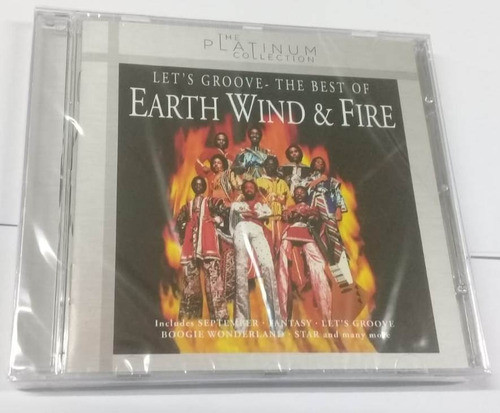 THE
PLATINUM
COLLECTION
LET'S GROOVE - THE BEST OF
EARTH WIND & FIRE
Includes SEPTEMBER · FANTASY · LET'S GROOVE
BOOGIE WONDERLAND · STAR and many more